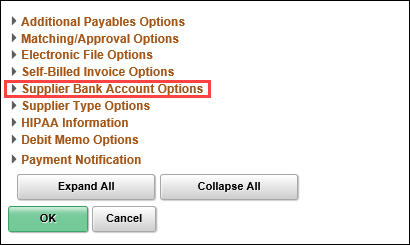 Additional Payables Options
Matching/Approval Options
Electronic File Options
Self-Billed Invoice Options
Supplier Bank Account Options
Supplier Type Options
HIPAA Information
Debit Memo Options
Payment Notification
Expand All Collapse All
OK Cancel